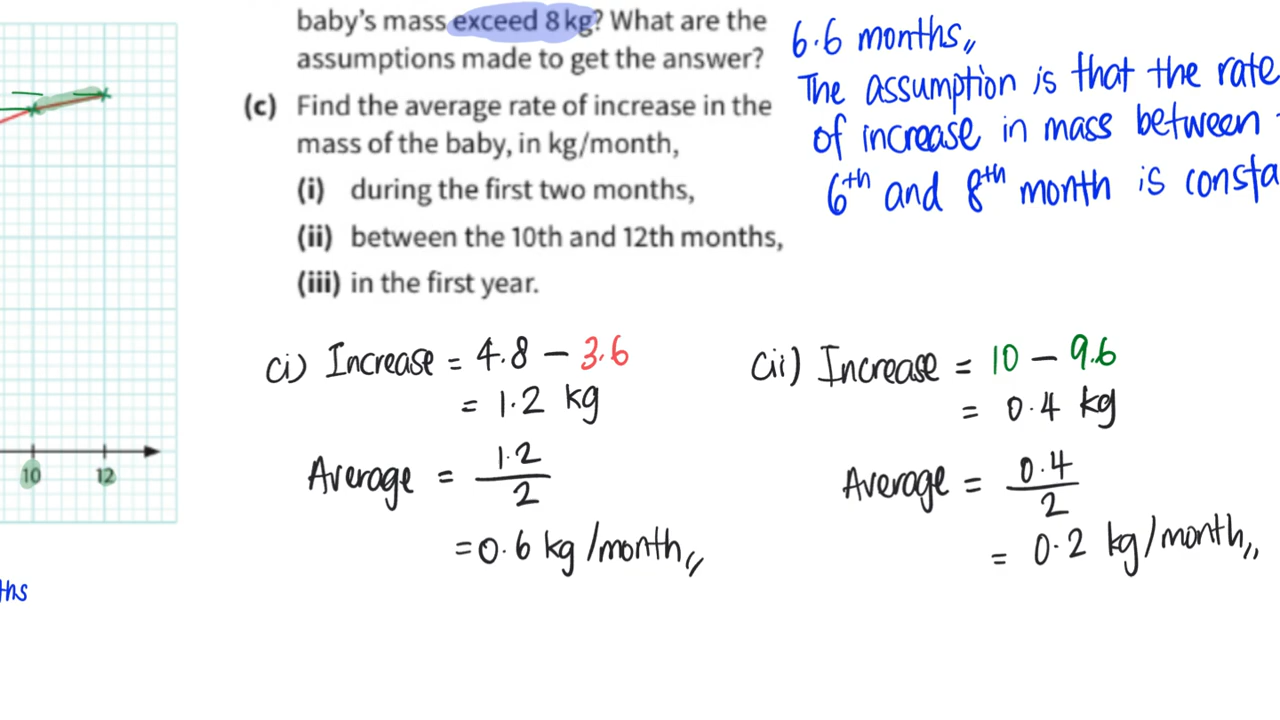 baby's mass exceed 8 kg? What are the
assumptions made to get the answer?
(c) Find the average rate of increase in the
mass of the baby, in kg/month,
(i) during the first two months,
(ii) between the 10th and 12th months,
(iii) in the first year.
6.6 months,,
The assumption is that the rate
of increase in mass between
6th and 8th month is consta
ci) Increase = 4.8 - 3.6
= 1.2 kg
Average = 1.2/2
= 0.6 kg/month,,
cii) Increase = 10 - 9.6
= 0.4 kg
Average = 0.4/2
= 0.2 kg/month,,
10 12
ths